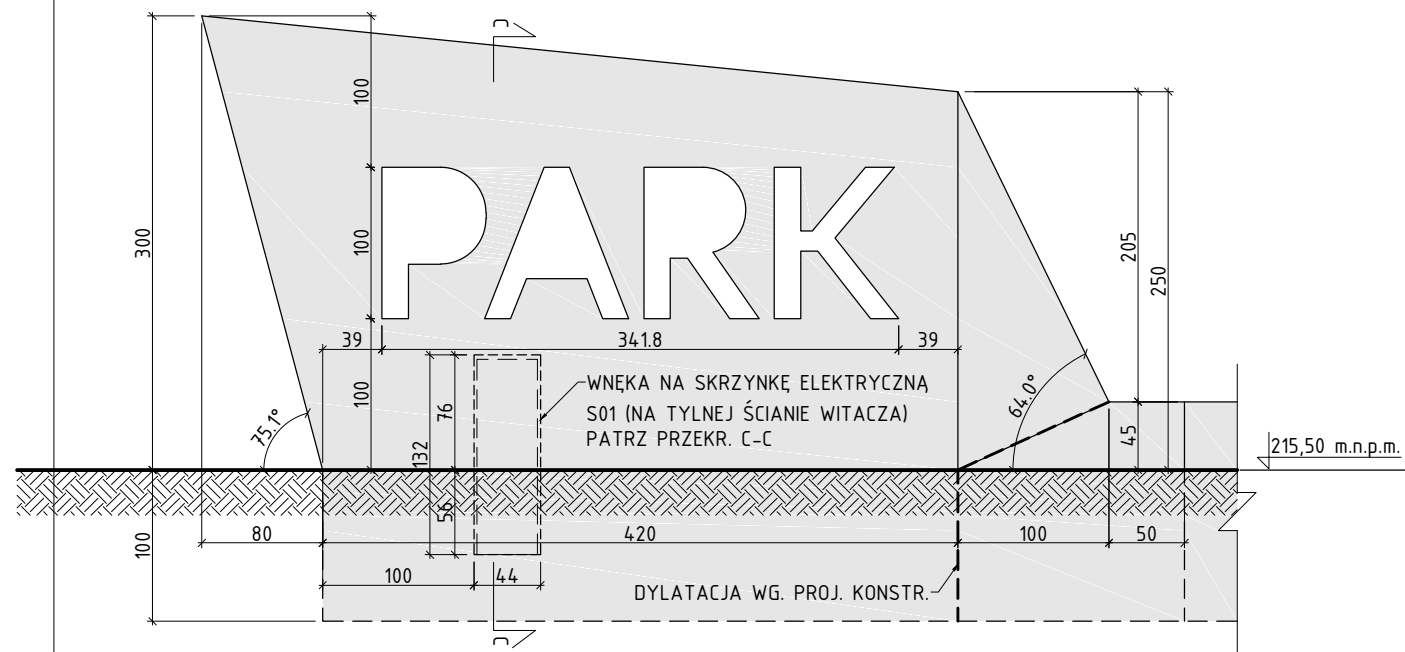 C
100
300
100
205
250
PARK
39
341.8
39
WNĘKA NA SKRZYNKĘ ELEKTRYCZNĄ
S01 (NA TYLNEJ ŚCIANIE WITACZA)
PATRZ PRZEKR. C-C
100
76
132
56
75.1°
64.0°
45
215,50 m.n.p.m.
100
80
420
100
50
100
44
DYLATACJA WG. PROJ. KONSTR.
C